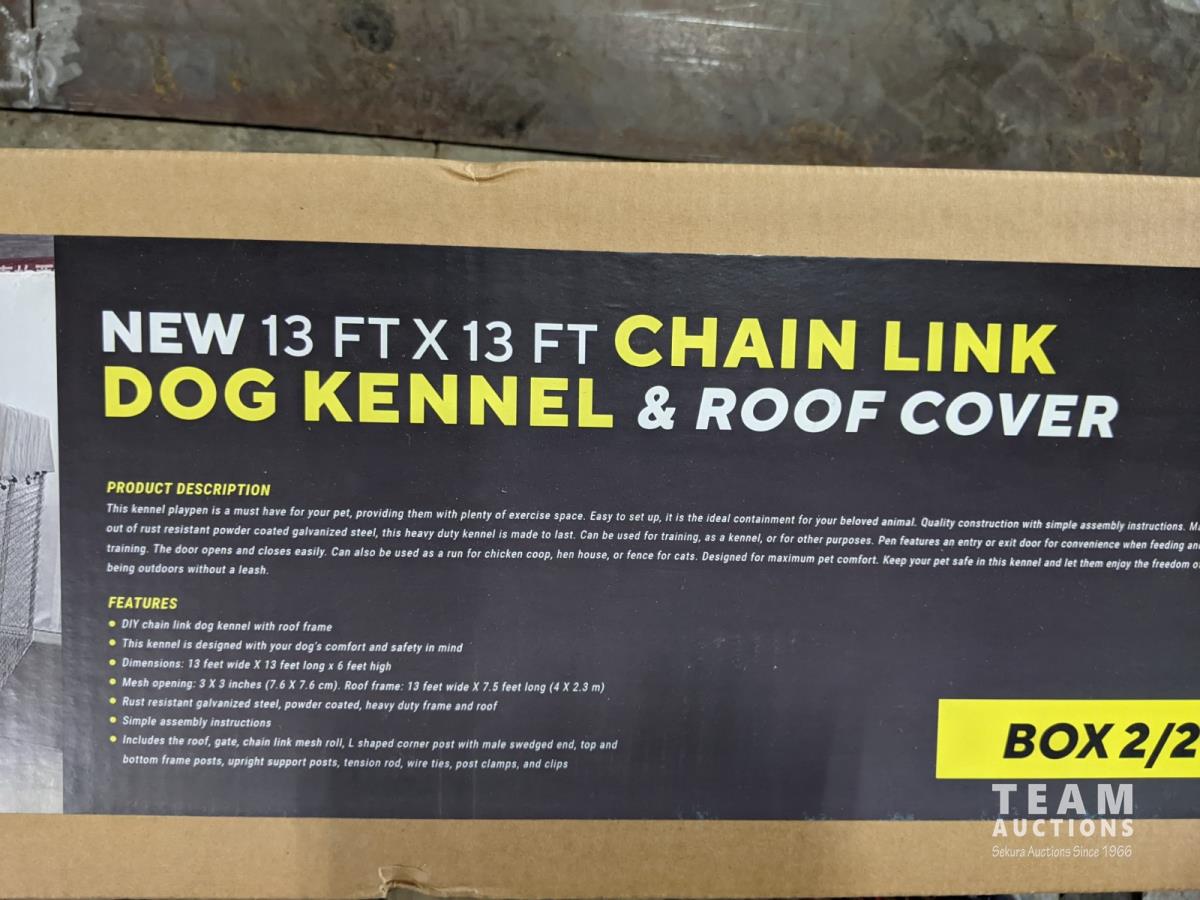 NEW 13 FT X 13 FT CHAIN LINK
DOG KENNEL & ROOF COVER
PRODUCT DESCRIPTION
This kennel playpen is a must have for your pet, providing them with plenty of exercise space. Easy to set up, it is the ideal containment for your beloved animal. Quality construction with simple assembly instructions.
out of rust resistant powder coated galvanized steel, this heavy duty kennel is made to last. Can be used for training, as a kennel, or for other purposes. Pen features an entry or exit door for convenience when feeding
training. The door opens and closes easily. Can also be used as a run for chicken coop, hen house, or fence for cats. Designed for maximum pet comfort. Keep your pet safe in this kennel and let them enjoy the freedom
being outdoors without a leash.
FEATURES
• DIY chain link dog kennel with roof frame
• This kennel is designed with your dog's comfort and safety in mind
• Dimensions: 13 feet wide X 13 feet long x 6 feet high
• Mesh opening: 3 X 3 inches (7.6 X 7.6 cm). Roof frame: 13 feet wide X 7.5 feet long (4 X 2.3 m)
• Rust resistant galvanized steel, powder coated, heavy duty frame and roof
• Simple assembly instructions
• Includes the roof, gate, chain link mesh roll, L shaped corner post with male swedged end, top and
bottom frame posts, upright support posts, tension rod, wire ties, post clamps, and clips
BOX 2/2
TEAM
AUCTIONS
Sekura Auctions Since 1966